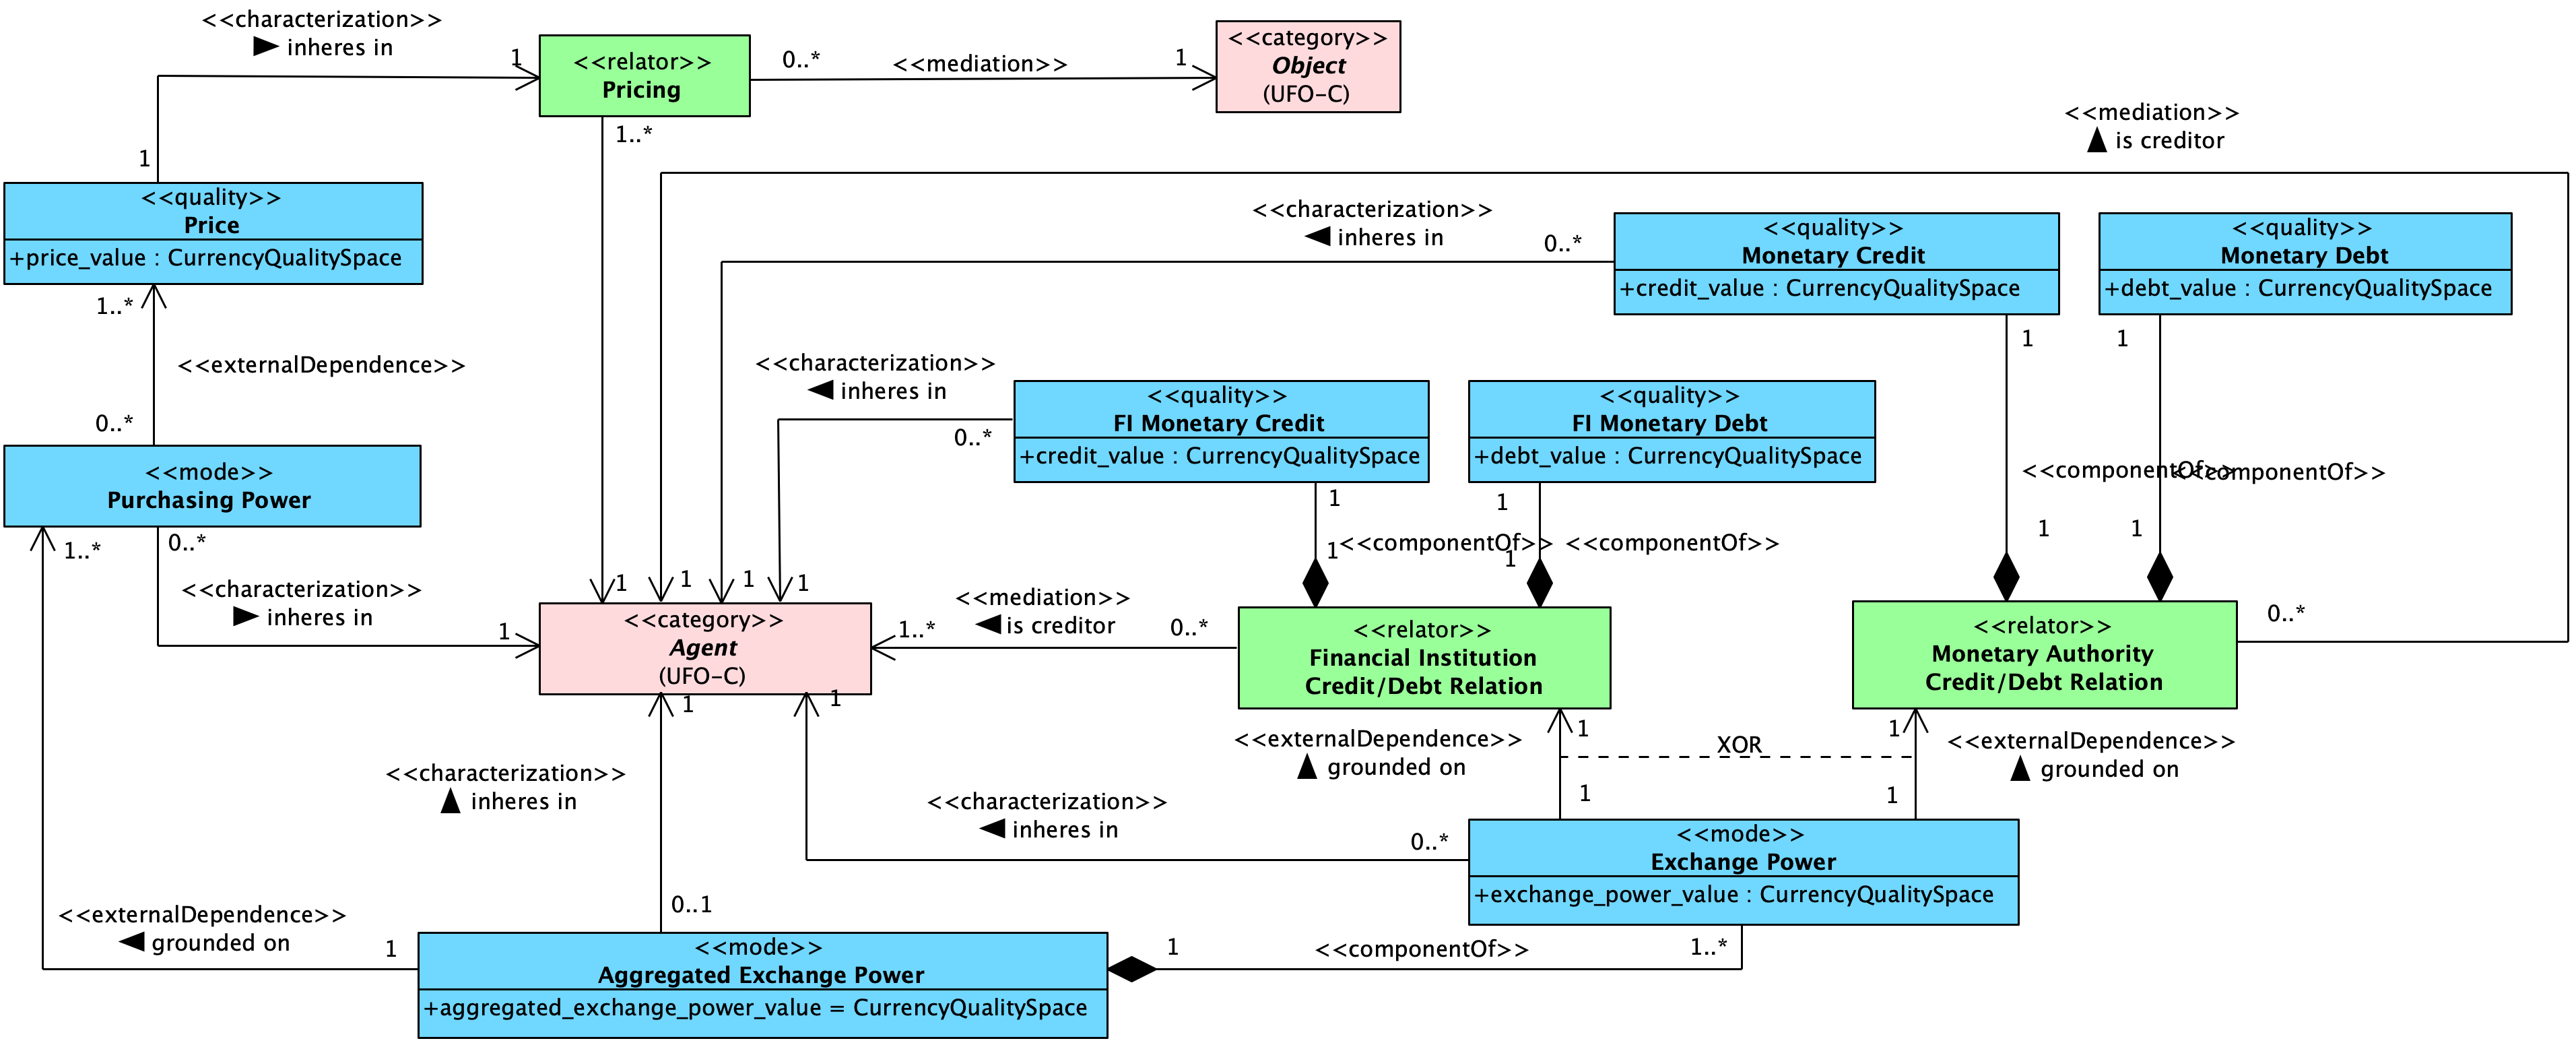 <<characterization>>
▶ inheres in
1
<<relator>>
Pricing
0..*
<<mediation>>
1
<<category>>
Object
(UFO-C)
1..*
<<mediation>>
▲ is creditor
1
<<quality>>
Price
+price_value : CurrencyQualitySpace
<<characterization>>
◀ inheres in
0..*
<<quality>>
Monetary Credit
+credit_value : CurrencyQualitySpace
<<quality>>
Monetary Debt
+debt_value : CurrencyQualitySpace
1..*
<<externalDependence>>
0..*
<<characterization>>
◀ inheres in
0..*
<<quality>>
FI Monetary Credit
+credit_value : CurrencyQualitySpace
<<quality>>
FI Monetary Debt
+debt_value : CurrencyQualitySpace
1
1
<<componentOf>>
<<componentOf>>
1
1
<<mode>>
Purchasing Power
1..*
0..*
1
1
<<componentOf>>
<<componentOf>>
1
1
<<characterization>>
▶ inheres in
1
1
1
1
1
<<category>>
Agent
(UFO-C)
1..*
<<mediation>>
◀ is creditor
0..*
<<relator>>
Financial Institution
Credit/Debt Relation
<<relator>>
Monetary Authority
Credit/Debt Relation
0..*
1
1
<<externalDependence>>
▲ grounded on
1
XOR
1
<<externalDependence>>
▲ grounded on
1
1
<<characterization>>
▲ inheres in
0..1
<<characterization>>
◀ inheres in
0..*
<<mode>>
Exchange Power
+exchange_power_value : CurrencyQualitySpace
<<externalDependence>>
◀ grounded on
1
<<mode>>
Aggregated Exchange Power
+aggregated_exchange_power_value = CurrencyQualitySpace
1
<<componentOf>>
1..*